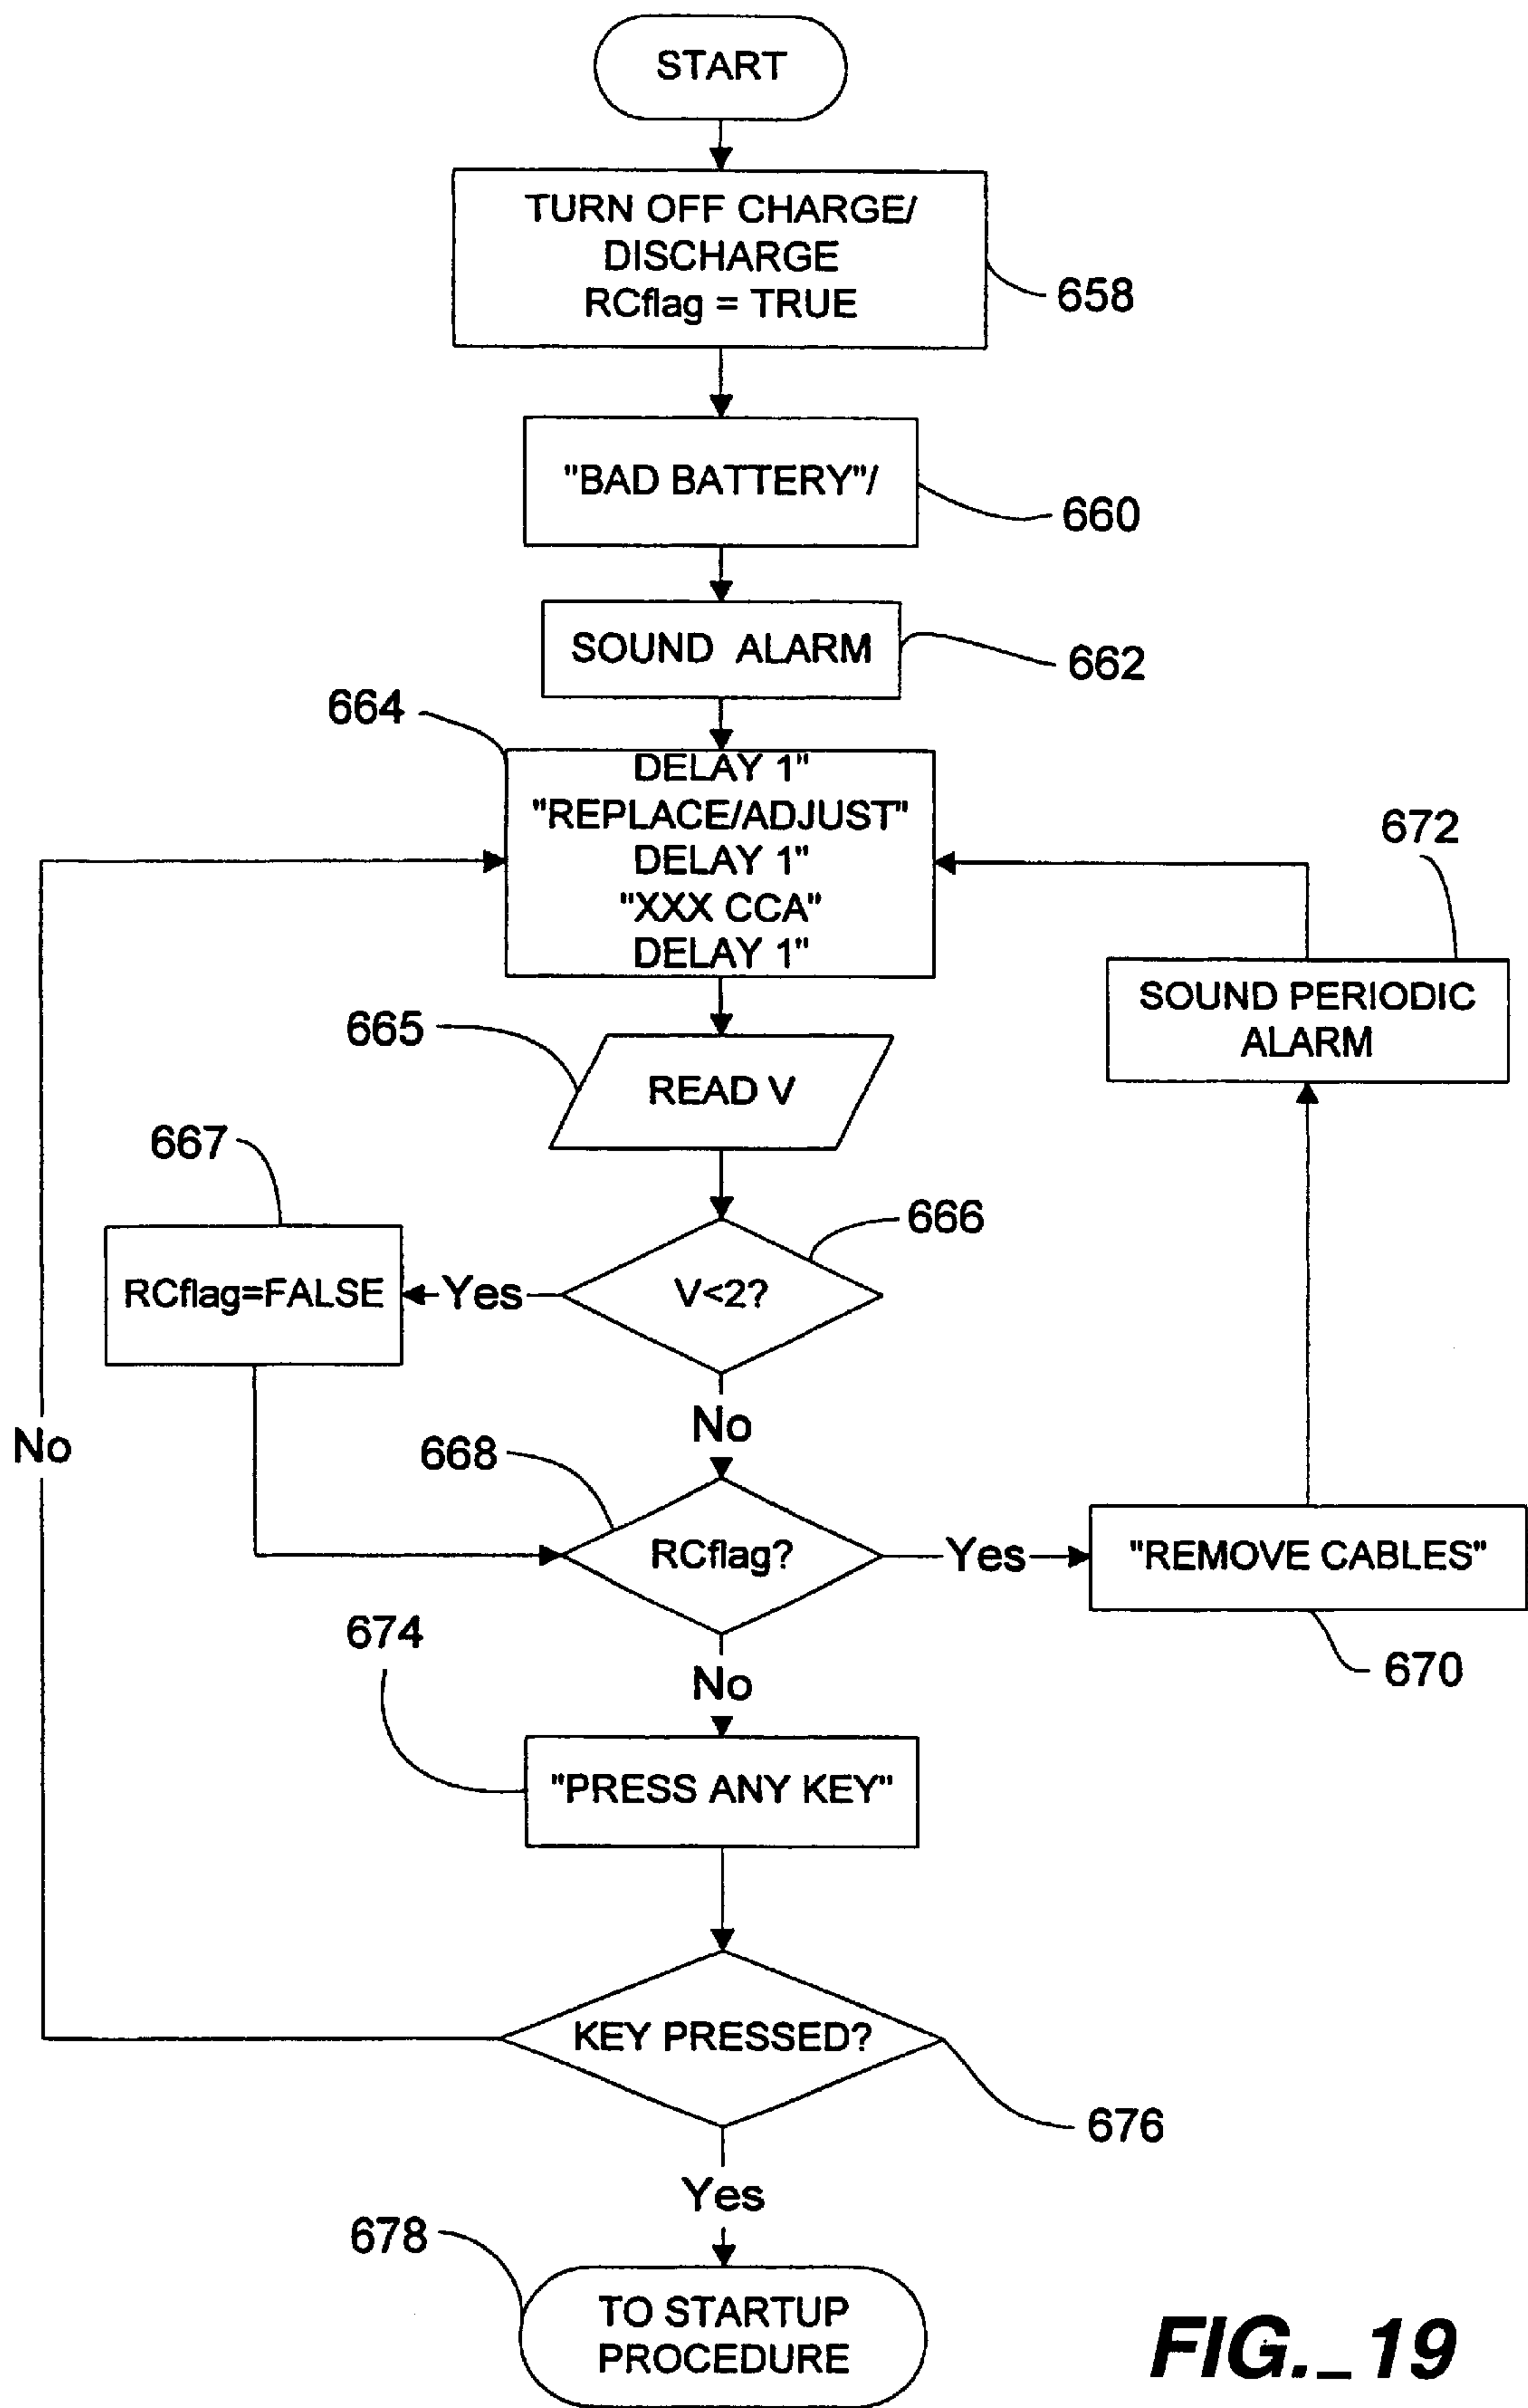 START
TURN OFF CHARGE/
DISCHARGE
RCflag = TRUE
658
"BAD BATTERY"/
660
SOUND ALARM
662
664
DELAY 1"
"REPLACE/ADJUST"
DELAY 1"
"XXX CCA"
DELAY 1"
672
SOUND PERIODIC
ALARM
665
READ V
667
666
RCflag=FALSE
Yes
V<2?
No
No
668
RCflag?
Yes
"REMOVE CABLES"
670
674
No
"PRESS ANY KEY"
KEY PRESSED?
676
Yes
678
TO STARTUP
PROCEDURE
FIG._19